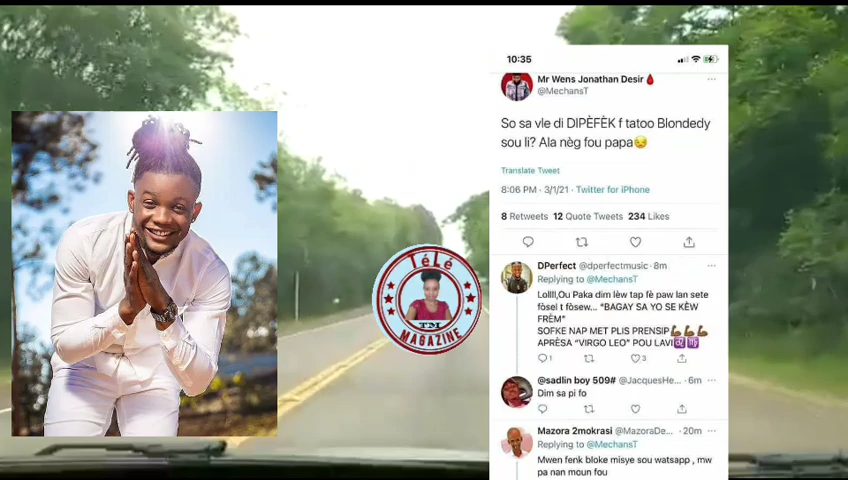 TéLé
TM
MAGAZINE
10:35
Mr Wens Jonathan Desir🩸
@MechansT
So sa vle di DIPÈFÈK f tatoo Blondedy
sou li? Ala nèg fou papa😔
Translate Tweet
8:06 PM · 3/1/21 · Twitter for iPhone
8 Retweets 12 Quote Tweets 234 Likes
DPerfect @dperfectmusic · 8m
Replying to @MechansT
Lollll,Ou Paka dim lèw tap fè paw lan sete
fòsel t fòsew... "BAGAY SA YO SE KÈW
FRÈM"
SOFKE NAP MET PLIS PRENSIP💪🏾💪🏾💪🏾
APRÈSA "VIRGO LEO" POU LAVI♌♍
1 3
@sadlin boy 509# @JacquesHe... · 6m
Dim sa pi fo
Mazora 2mokrasi @MazoraDe... · 20m
Replying to @MechansT
Mwen fenk bloke misye sou watsapp , mw
pa nan moun fou